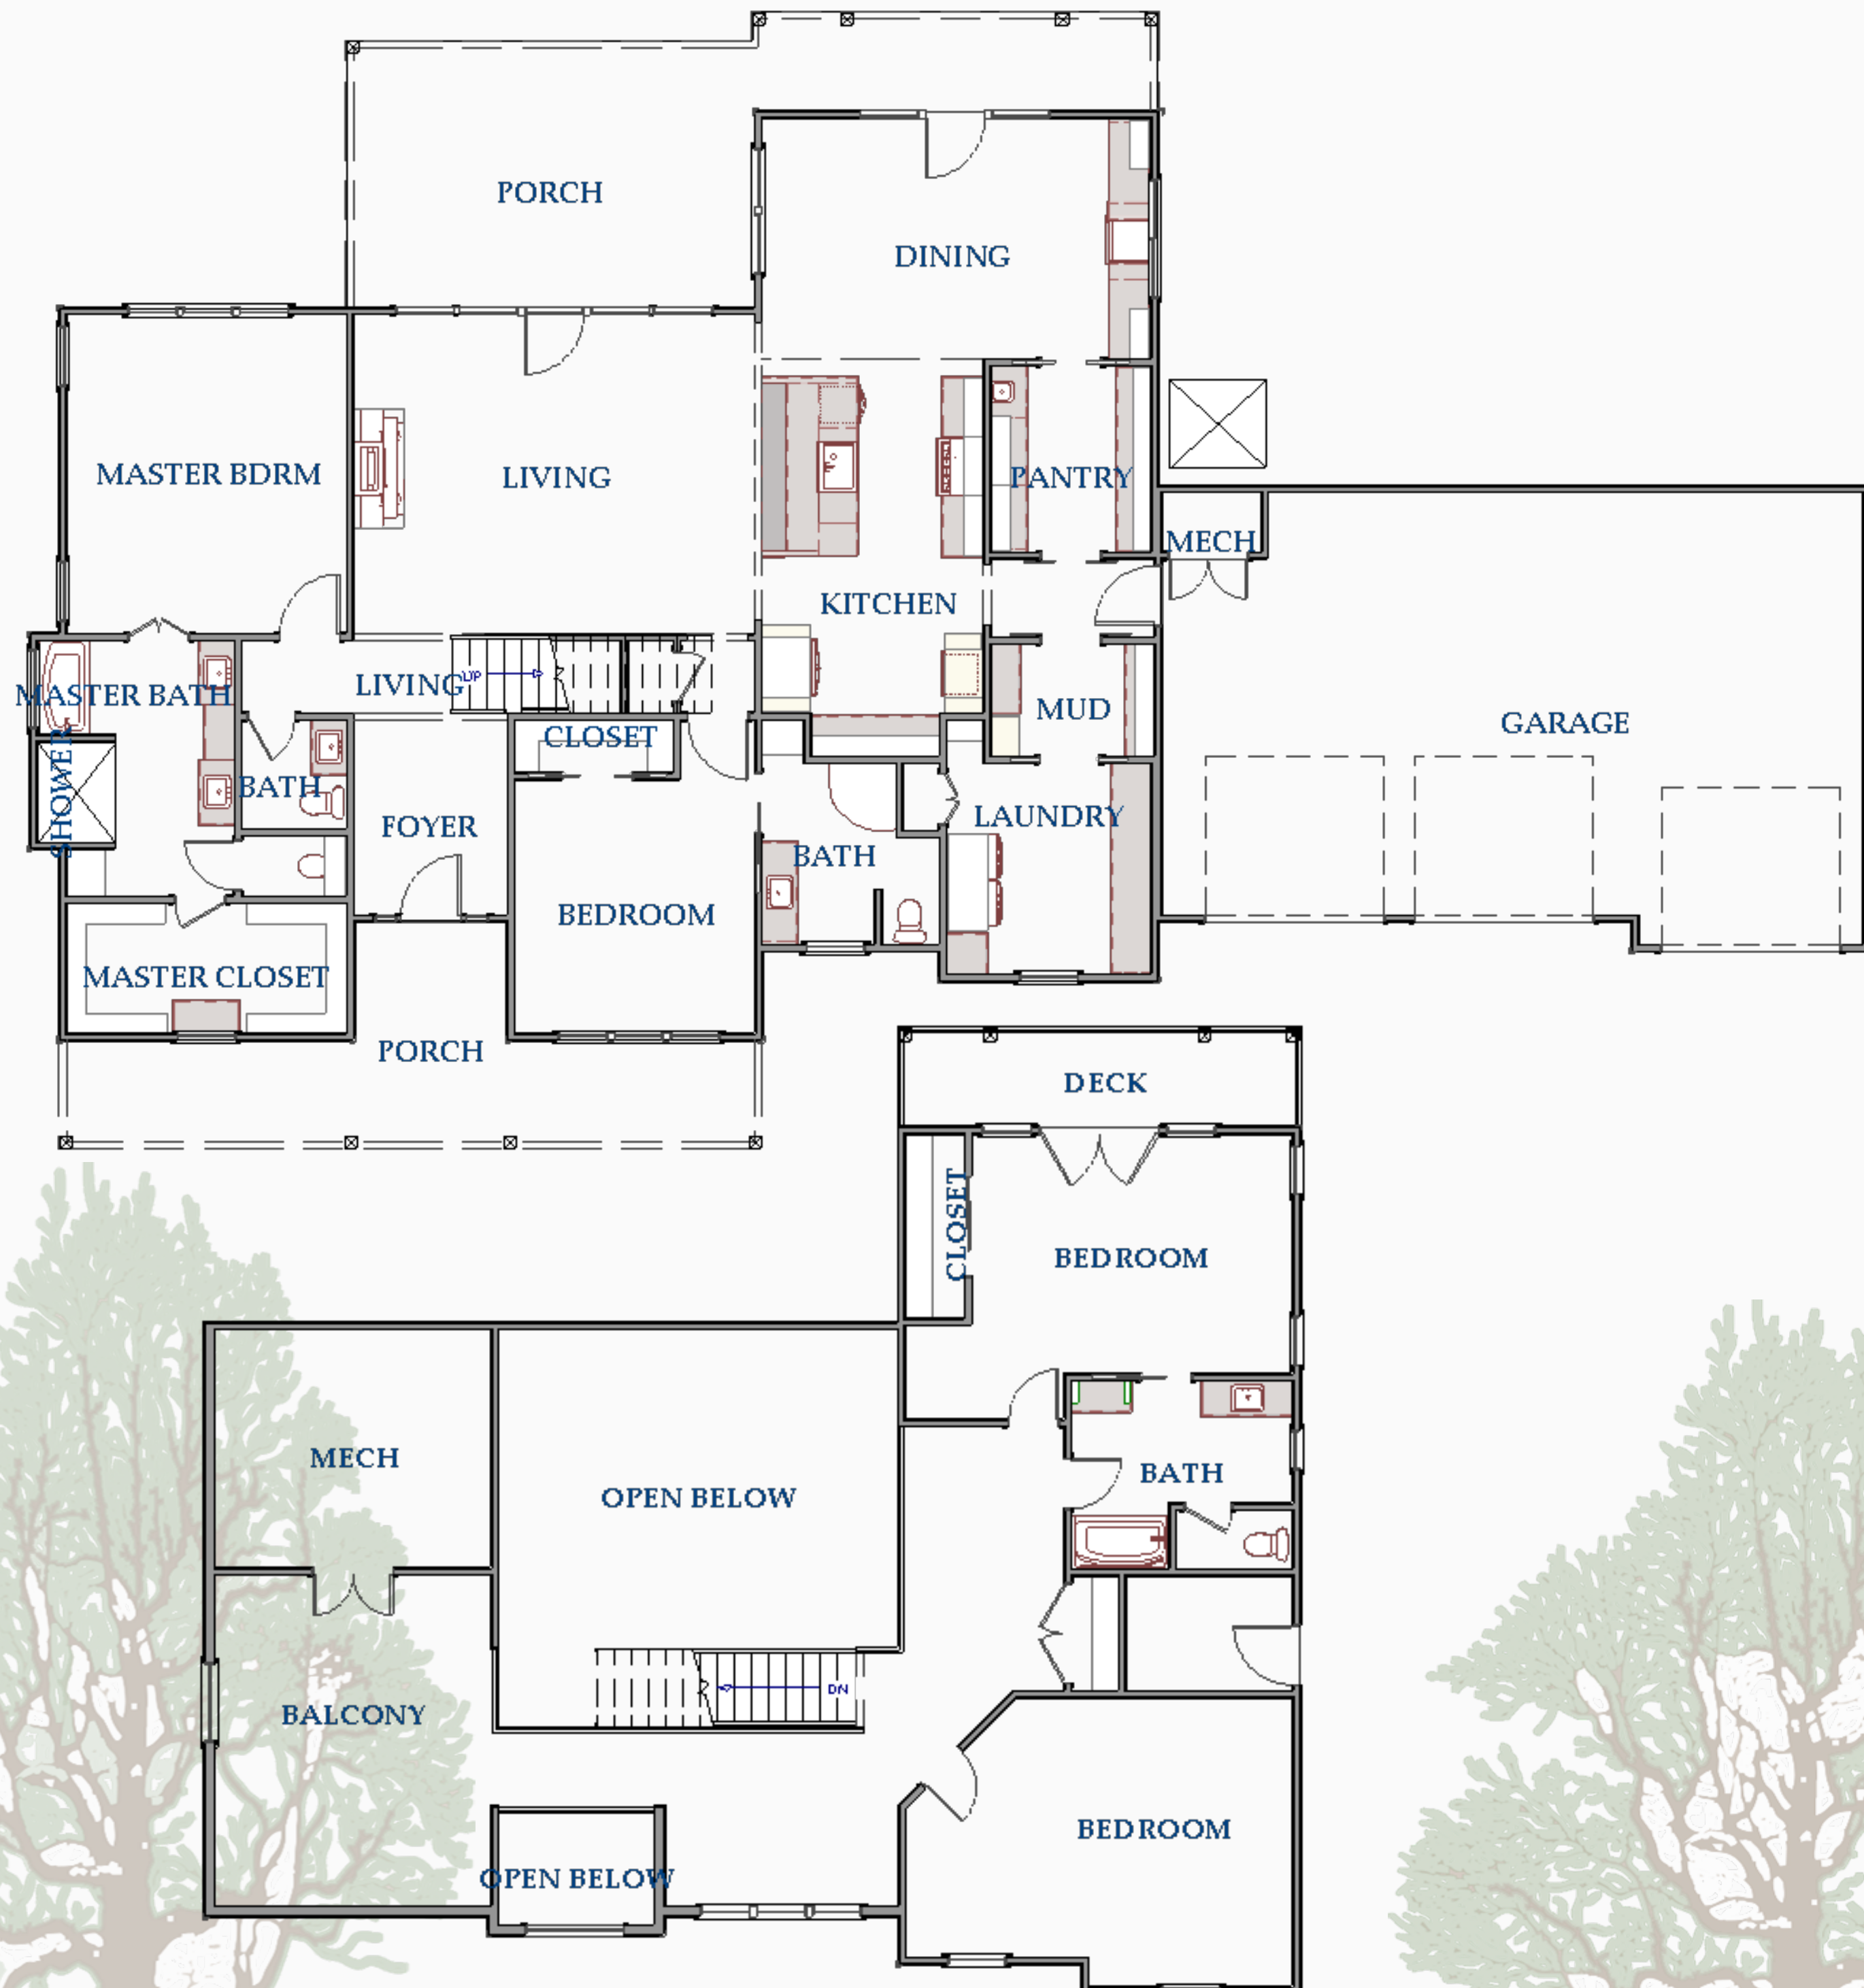 PORCH
DINING
MASTER BDRM
LIVING
PANTRY
MECH
KITCHEN
MASTER BATH
LIVING
UP
MUD
GARAGE
CLOSET
SHOWER
BATH
FOYER
LAUNDRY
BATH
BEDROOM
MASTER CLOSET
PORCH
DECK
CLOSET
BEDROOM
MECH
BATH
OPEN BELOW
DN
BALCONY
BEDROOM
OPEN BELOW